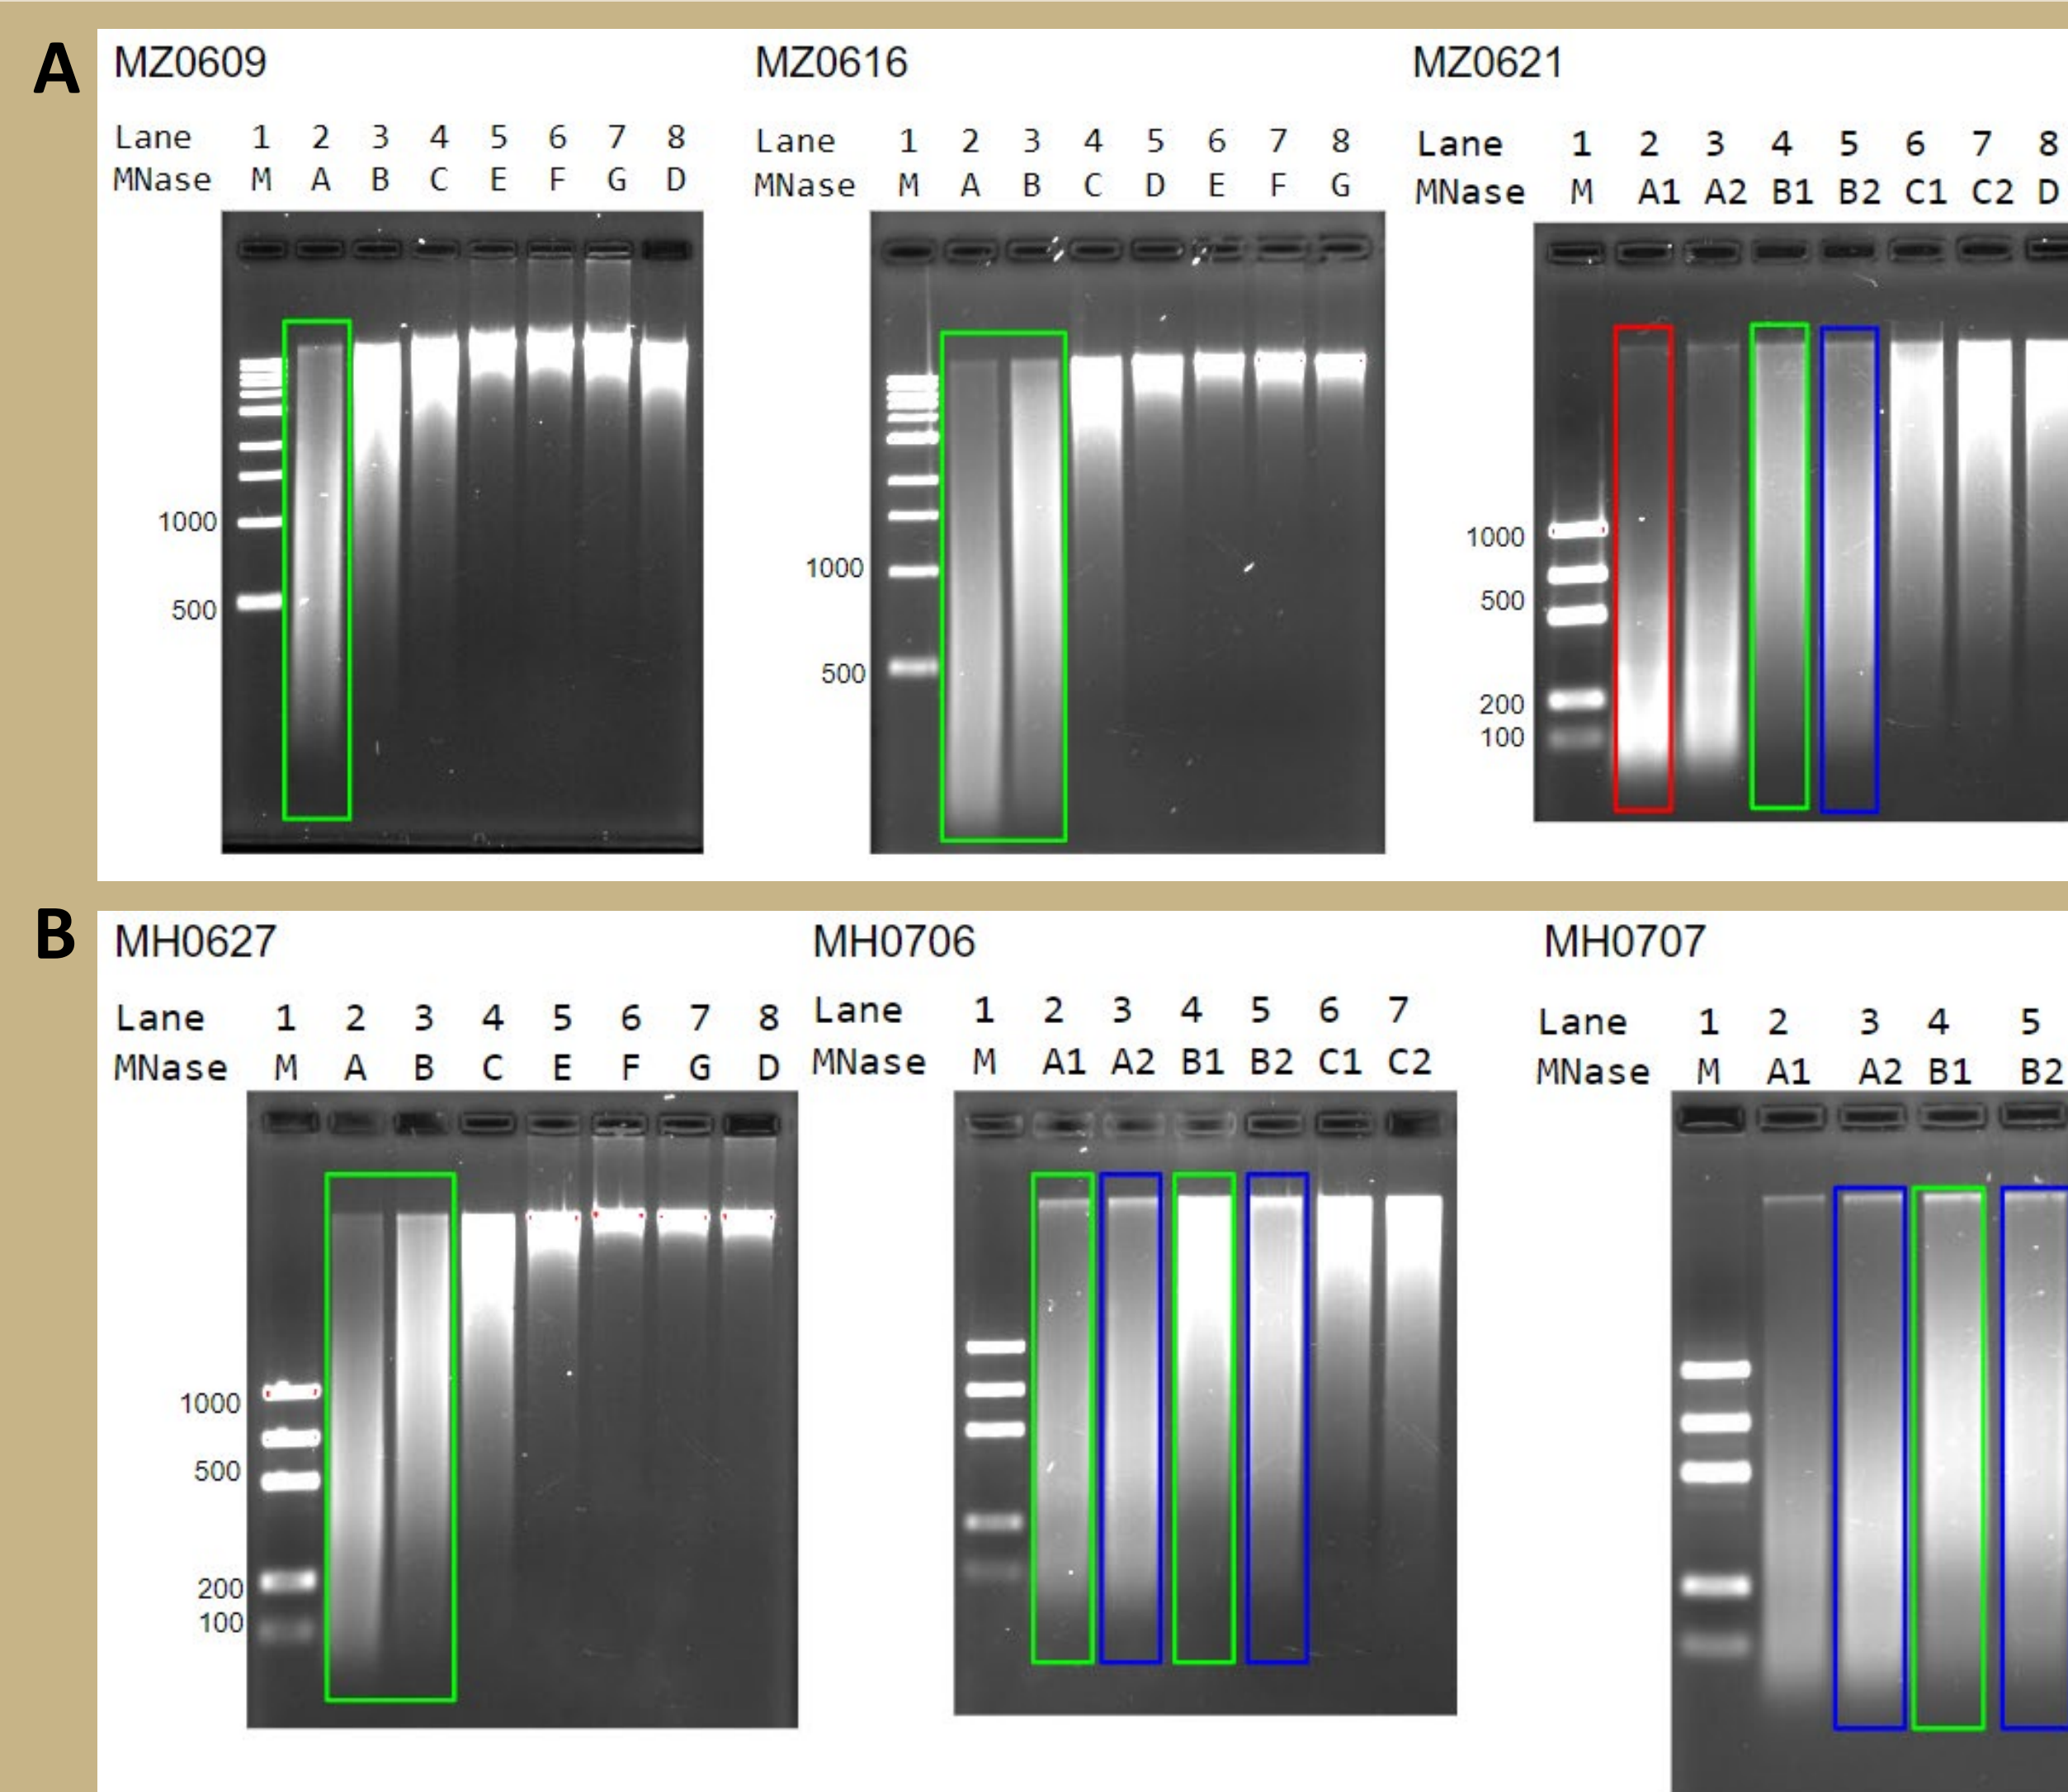 A
MZ0609
Lane 1 2 3 4 5 6 7 8
MNase M A B C E F G D
1000
500
MZ0616
Lane 1 2 3 4 5 6 7 8
MNase M A B C D E F G
1000
500
MZ0621
Lane 1 2 3 4 5 6 7 8
MNase M A1 A2 B1 B2 C1 C2 D
1000
500
200
100
B
MH0627
Lane 1 2 3 4 5 6 7 8
MNase M A B C E F G D
1000
500
200
100
MH0706
Lane 1 2 3 4 5 6 7
MNase M A1 A2 B1 B2 C1 C2
MH0707
Lane 1 2 3 4 5
MNase M A1 A2 B1 B2